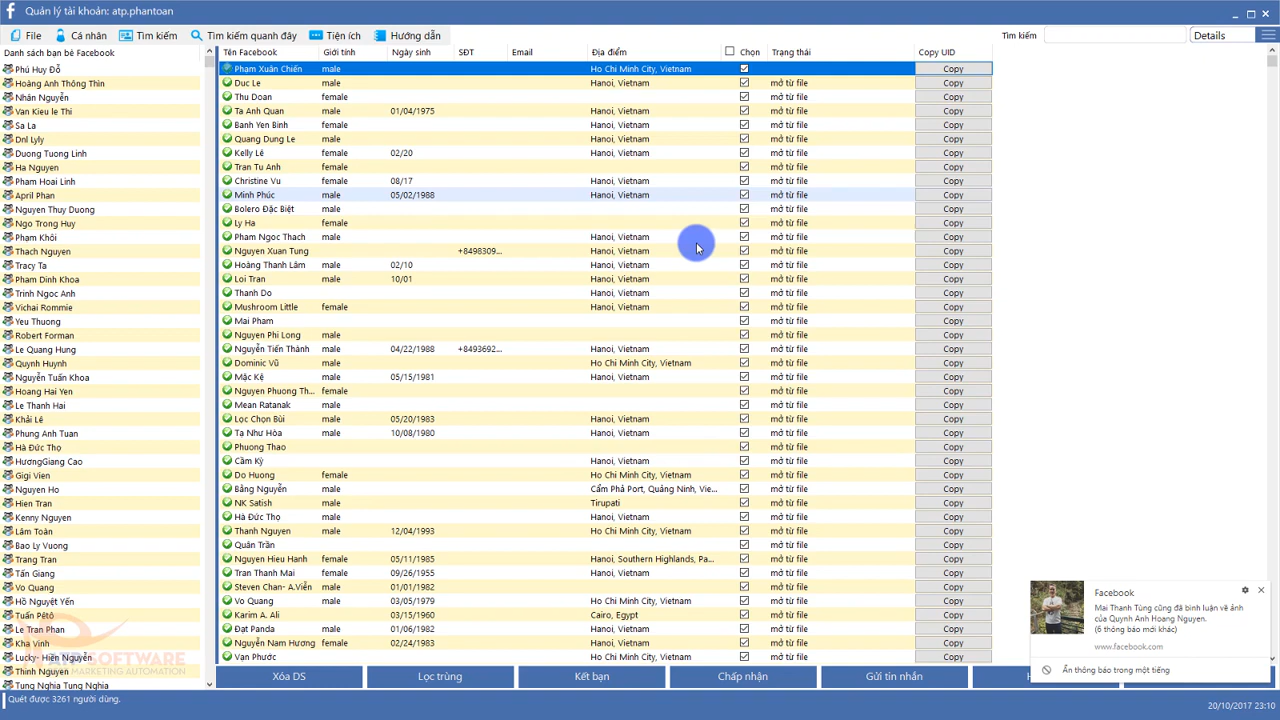 Quản lý tài khoản: atp.phantoan
File Cá nhân Tìm kiếm Tìm kiếm quanh đây Tiện ích Hướng dẫn Tìm kiếm Details
Danh sách bạn bè Facebook
Phú Huy Đỗ
Hoàng Anh Thông Thìn
Nhân Nguyễn
Van Kieu le Thi
Sa La
Dnl Lyly
Duong Tuong Linh
Ha Nguyen
Pham Hoai Linh
April Phan
Nguyen Thuy Duong
Ngo Trong Huy
Phạm Khôi
Thach Nguyen
Tracy Ta
Pham Dinh Khoa
Trinh Ngoc Anh
Vichai Rommie
Yeu Thuong
Robert Forman
Le Quang Hung
Quynh Huynh
Nguyễn Tuấn Khoa
Hoang Hai Yen
Le Thanh Hai
Khải Lê
Phung Anh Tuan
Hà Đức Thọ
HươngGiang Cao
Gigi Vien
Nguyen Ho
Hien Tran
Kenny Nguyen
Lâm Toàn
Bao Ly Vuong
Trang Tran
Tấn Giang
Vo Quang
Hồ Nguyệt Yến
Tuấn Pêtô
Le Tran Phan
Kha Vinh
Lucky Hiền Nguyễn
Thịnh Nguyen
Tung Nghia Tung Nghia
Tên Facebook Giới tính Ngày sinh SĐT Email Địa điểm Chọn Trạng thái Copy UID
Phạm Xuân Chiến male Ho Chi Minh City, Vietnam Copy
Duc Le male Hanoi, Vietnam mở từ file Copy
Thu Doan female mở từ file Copy
Ta Anh Quan male 01/04/1975 Hanoi, Vietnam mở từ file Copy
Banh Yen Binh female Hanoi, Vietnam mở từ file Copy
Quang Dung Le male Hanoi, Vietnam mở từ file Copy
Kelly Lé female 02/20 Hanoi, Vietnam mở từ file Copy
Tran Tu Anh female mở từ file Copy
Christine Vu female 08/17 Hanoi, Vietnam mở từ file Copy
Minh Phúc male 05/02/1988 Hanoi, Vietnam mở từ file Copy
Bolero Đặc Biệt male mở từ file Copy
Ly Ha female mở từ file Copy
Pham Ngoc Thach male Hanoi, Vietnam mở từ file Copy
Nguyen Xuan Tung +8498309... Hanoi, Vietnam mở từ file Copy
Hoàng Thanh Lâm male 02/10 Hanoi, Vietnam mở từ file Copy
Loi Tran male 10/01 Hanoi, Vietnam mở từ file Copy
Thanh Do Hanoi, Vietnam mở từ file Copy
Mushroom Little female Hanoi, Vietnam mở từ file Copy
Mai Pham mở từ file Copy
Nguyen Phi Long male mở từ file Copy
Nguyễn Tiến Thành male 04/22/1988 +8493692... Hanoi, Vietnam mở từ file Copy
Dominic Vũ male Ho Chi Minh City, Vietnam mở từ file Copy
Mặc Kệ male 05/15/1981 Hanoi, Vietnam mở từ file Copy
Nguyen Phuong Th... female mở từ file Copy
Mean Ratanak male mở từ file Copy
Lọc Chọn Bùi male 05/20/1983 Hanoi, Vietnam mở từ file Copy
Tạ Như Hòa male 10/08/1980 Hanoi, Vietnam mở từ file Copy
Phuong Thao mở từ file Copy
Cầm Kỳ Hanoi, Vietnam mở từ file Copy
Do Huong female Ho Chi Minh City, Vietnam mở từ file Copy
Bằng Nguyễn male Cẩm Phả Port, Quảng Ninh, Vie... mở từ file Copy
NK Satish male Tirupati mở từ file Copy
Hà Đức Thọ male Hanoi, Vietnam mở từ file Copy
Thanh Nguyen male 12/04/1993 Ho Chi Minh City, Vietnam mở từ file Copy
Quân Trần mở từ file Copy
Nguyen Hieu Hanh female 05/11/1985 Hanoi, Southern Highlands, Pa... mở từ file Copy
Tran Thanh Mai female 09/26/1955 Hanoi, Vietnam mở từ file Copy
Steven Chan- A.Viễn male 01/01/1982 Ho Chi Minh City, Vietnam mở từ file Copy
Vo Quang male 03/05/1979 Hanoi, Vietnam mở từ file Copy
Karim A. Ali male 03/15/1960 Cairo, Egypt mở từ file Copy
Đạt Panda male 01/06/1982 Hanoi, Vietnam mở từ file Copy
Nguyễn Nam Hương female 02/24/1983 Hanoi, Vietnam mở từ file Copy
Vạn Phước male Ho Chi Minh City, Vietnam mở từ file Copy
Facebook
Mai Thanh Tùng cũng đã bình luận về ảnh
của Quynh Anh Hoang Nguyen.
(6 thông báo mới khác)
www.facebook.com
Ẩn thông báo trong một tiếng
SOFTWARE
MARKETING AUTOMATION
Xóa DS Lọc trùng Kết bạn Chấp nhận Gửi tin nhắn
Quét được 3261 người dùng.
20/10/2017 23:10